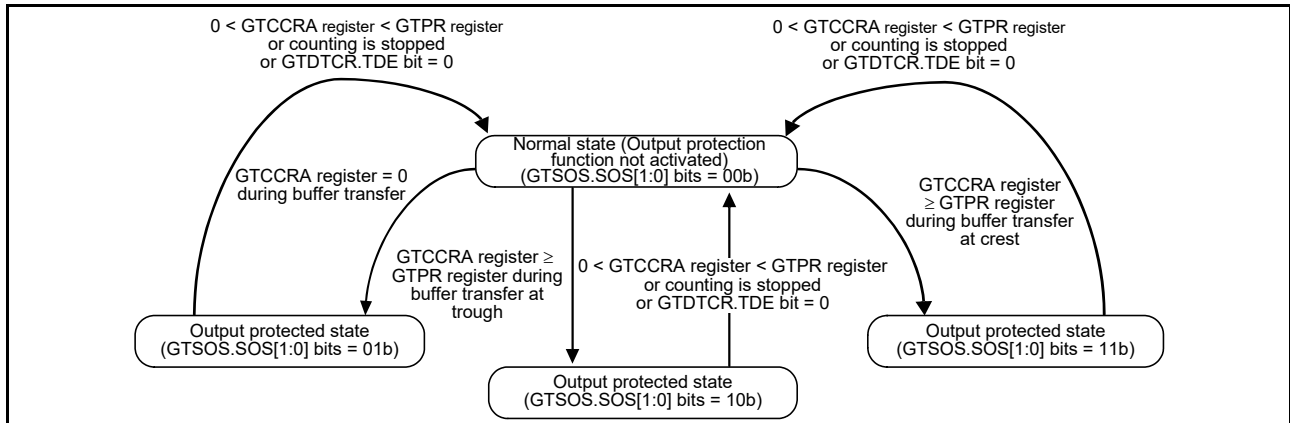 0 < GTCCRA register < GTPR register
or counting is stopped
or GTDTCR.TDE bit = 0
0 < GTCCRA register < GTPR register
or counting is stopped
or GTDTCR.TDE bit = 0
Normal state (Output protection
function not activated)
(GTSOS.SOS[1:0] bits = 00b)
GTCCRA register = 0
during buffer transfer
GTCCRA register
≥ GTPR register
during buffer transfer
at crest
GTCCRA register ≥
GTPR register during
buffer transfer at
trough
0 < GTCCRA register < GTPR register
or counting is stopped
or GTDTCR.TDE bit = 0
Output protected state
(GTSOS.SOS[1:0] bits = 01b)
Output protected state
(GTSOS.SOS[1:0] bits = 10b)
Output protected state
(GTSOS.SOS[1:0] bits = 11b)